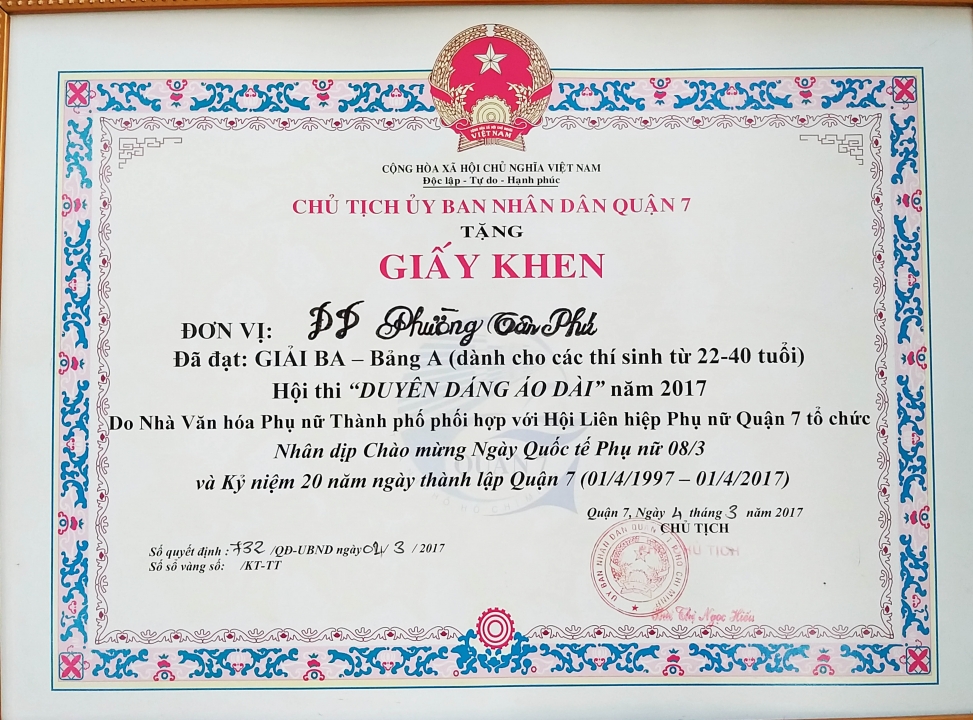 VIỆT NAM
CỘNG HÒA XÃ HỘI CHỦ NGHĨA VIỆT NAM
Độc lập - Tự do - Hạnh phúc
CHỦ TỊCH ỦY BAN NHÂN DÂN QUẬN 7
TẶNG
GIẤY KHEN
ĐƠN VỊ: Phường Tân Phú
Đã đạt: GIẢI BA – Bảng A (dành cho các thí sinh từ 22-40 tuổi)
Hội thi “DUYÊN DÁNG ÁO DÀI” năm 2017
Do Nhà Văn hóa Phụ nữ Thành phố phối hợp với Hội Liên hiệp Phụ nữ Quận 7 tổ chức
Nhân dịp Chào mừng Ngày Quốc tế Phụ nữ 08/3
QUẬN 7
và Kỷ niệm 20 năm ngày thành lập Quận 7 (01/4/1997 – 01/4/2017)
Quận 7, Ngày 4 tháng 3 năm 2017
CHỦ TỊCH
Số quyết định : 732 /QĐ-UBND ngày /3 / 2017
Số sổ vàng số: /KT-TT
Thị Ngọc Hiếu